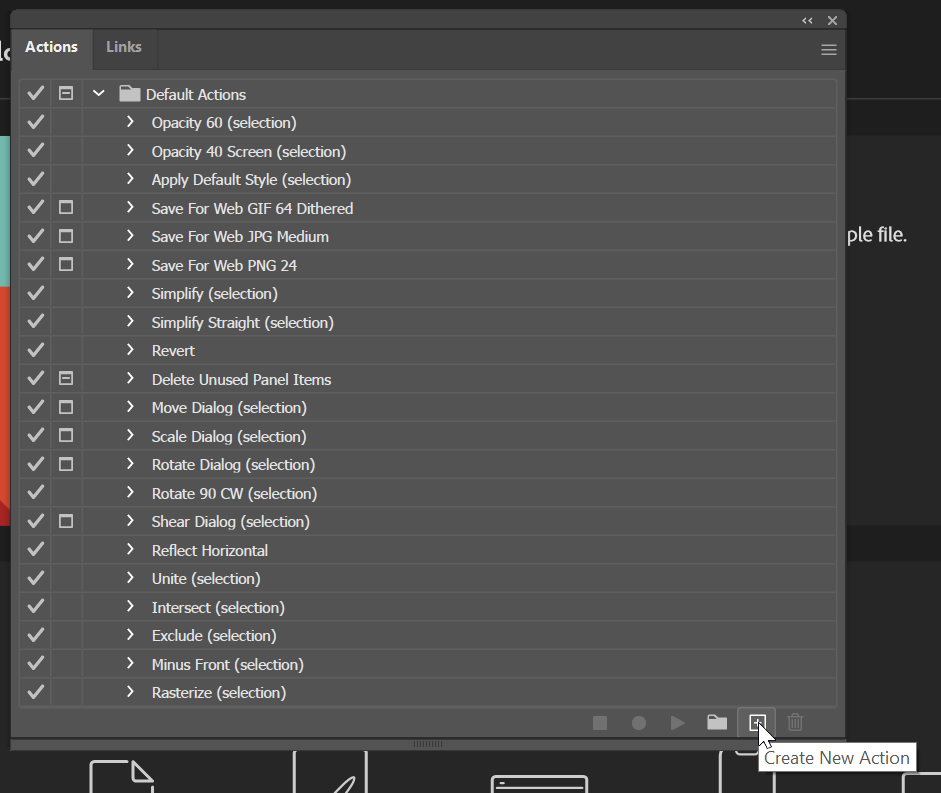 Actions
Links
Default Actions
Opacity 60 (selection)
Opacity 40 Screen (selection)
Apply Default Style (selection)
Save For Web GIF 64 Dithered
ple file.
Save For Web JPG Medium
Save For Web PNG 24
Simplify (selection)
Simplify Straight (selection)
Revert
Delete Unused Panel Items
Move Dialog (selection)
Scale Dialog (selection)
Rotate Dialog (selection)
Rotate 90 CW (selection)
Shear Dialog (selection)
Reflect Horizontal
Unite (selection)
Intersect (selection)
Exclude (selection)
Minus Front (selection)
Rasterize (selection)
Create New Action